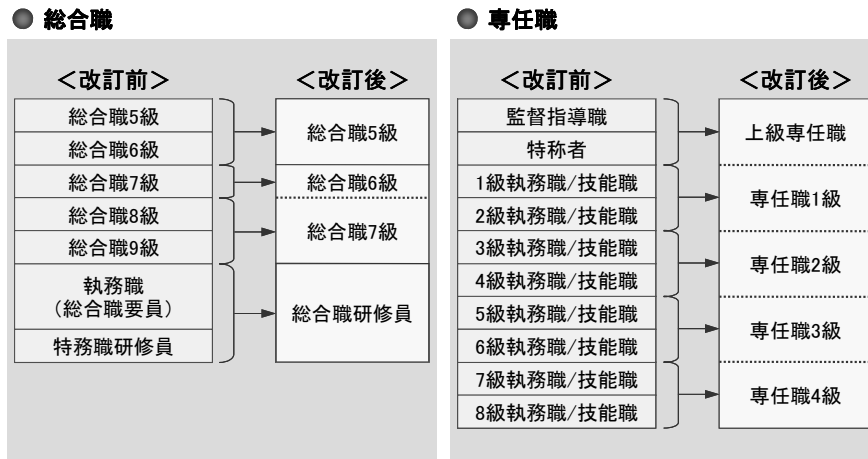 総合職
＜改訂前＞
＜改訂後＞
総合職5級
総合職6級
総合職7級
総合職8級
総合職9級
執務職
（総合職要員）
特務職研修員
総合職5級
総合職6級
総合職7級
総合職研修員
専任職
＜改訂前＞
＜改訂後＞
監督指導職
特称者
1級執務職/技能職
2級執務職/技能職
3級執務職/技能職
4級執務職/技能職
5級執務職/技能職
6級執務職/技能職
7級執務職/技能職
8級執務職/技能職
上級専任職
専任職1級
専任職2級
専任職3級
専任職4級